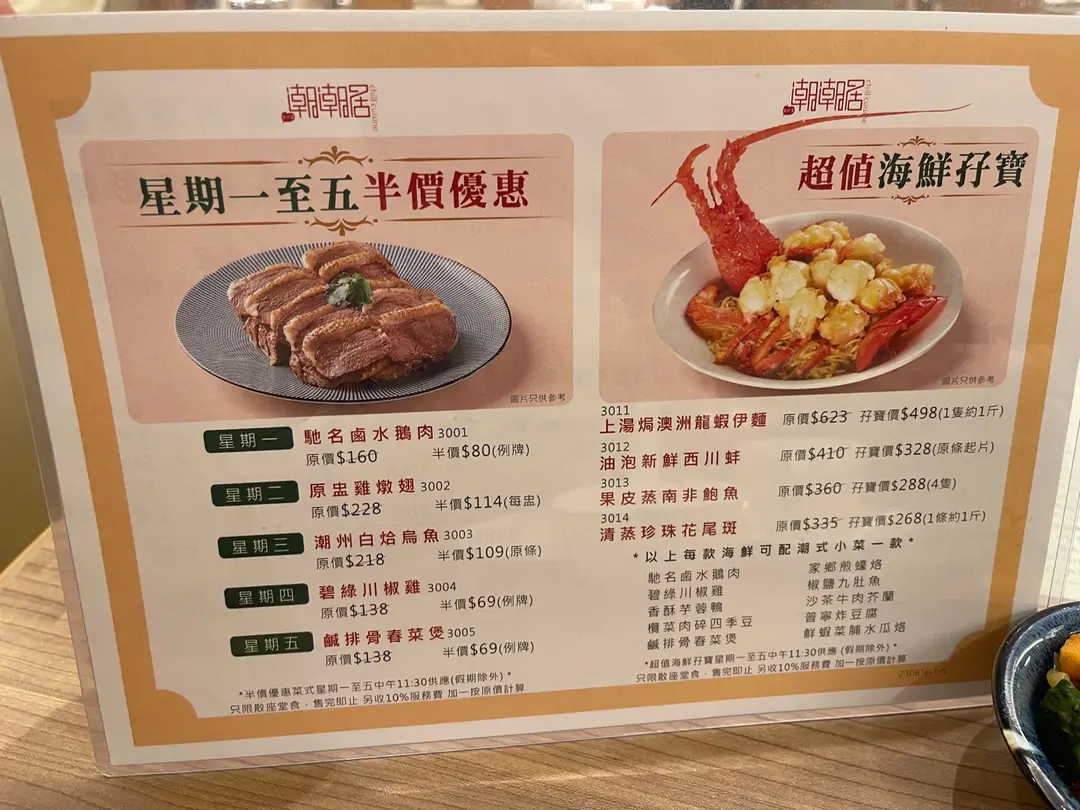 潮潮居
chill cuisine
星期一至五半價優惠
圖片只供參考
星期一 馳名鹵水鵝肉 3001
原價$160 半價$80(例牌)
星期二 原盅雞燉翅 3002
原價$228 半價$114(每盅)
星期三 潮州白烚烏魚 3003
原價$218 半價$109(原條)
星期四 碧綠川椒雞 3004
原價$138 半價$69(例牌)
星期五 鹹排骨春菜煲 3005
原價$138 半價$69(例牌)
*半價優惠菜式星期一至五中午11:30供應(假期除外)*
只限散座堂食，售完即止 另收10%服務費 加一按原價計算
潮潮居
chill cuisine
超值海鮮孖寶
圖片只供參考
3011
上湯焗澳洲龍蝦伊麵 原價$623 孖寶價$498(1隻約1斤)
3012
油泡新鮮西川蚌 原價$410 孖寶價$328(原條起片)
3013
果皮蒸南非鮑魚 原價$360 孖寶價$288(4隻)
3014
清蒸珍珠花尾斑 原價$335 孖寶價$268(1條約1斤)
*以上每款海鮮可配潮式小菜一款*
馳名鹵水鵝肉 家鄉煎蠔烙
碧綠川椒雞 椒鹽九肚魚
香酥芋蓉鴨 沙茶牛肉芥蘭
欖菜肉碎四季豆 普寧炸豆腐
鹹排骨春菜煲 鮮蝦菜脯水瓜烙
*超值海鮮孖寶星期一至五中午11:30供應 (假期除外)*
只限散座堂食，售完即止 另收10%服務費 加一按原價計算